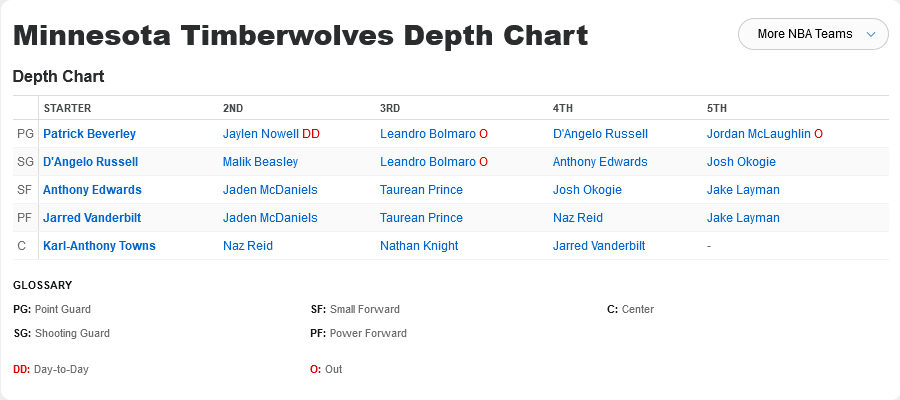 Minnesota Timberwolves Depth Chart
More NBA Teams
Depth Chart
STARTER 2ND 3RD 4TH 5TH
PG Patrick Beverley Jaylen Nowell DD Leandro Bolmaro O D'Angelo Russell Jordan McLaughlin O
SG D'Angelo Russell Malik Beasley Leandro Bolmaro O Anthony Edwards Josh Okogie
SF Anthony Edwards Jaden McDaniels Taurean Prince Josh Okogie Jake Layman
PF Jarred Vanderbilt Jaden McDaniels Taurean Prince Naz Reid Jake Layman
C Karl-Anthony Towns Naz Reid Nathan Knight Jarred Vanderbilt -
GLOSSARY
PG: Point Guard SF: Small Forward C: Center
SG: Shooting Guard PF: Power Forward
DD: Day-to-Day O: Out